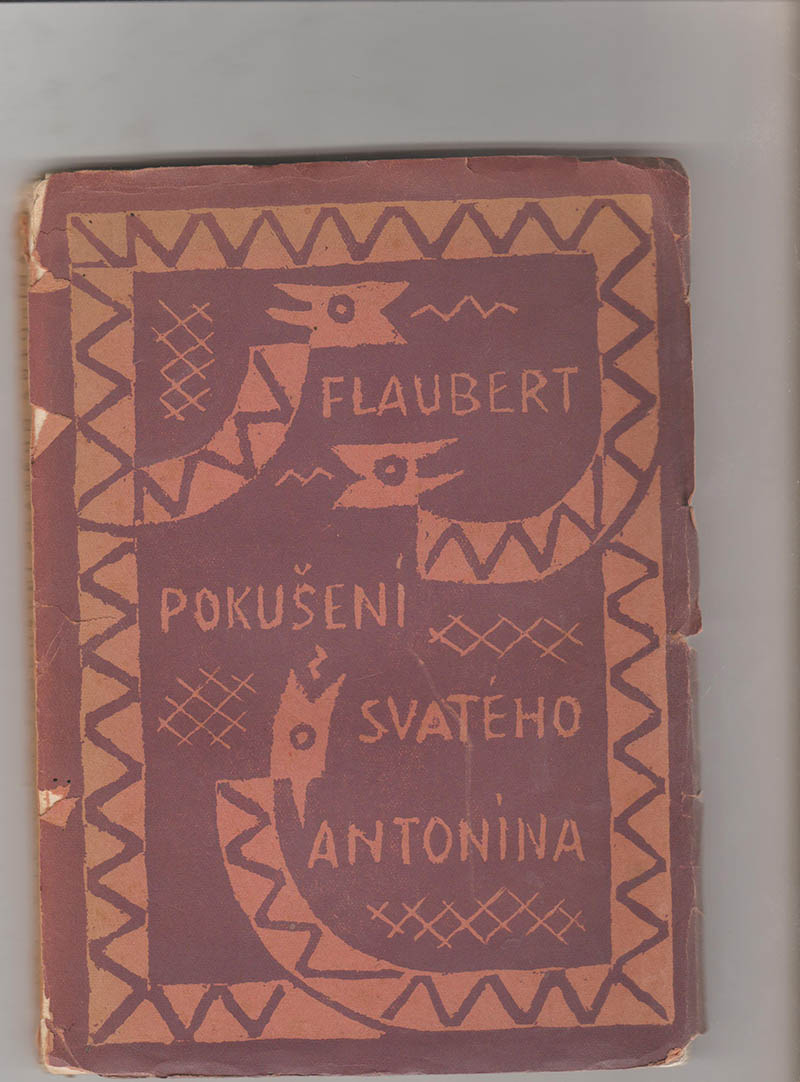 FLAUBERT
POKUŠENÍ
SVATÉHO
ANTONÍNA